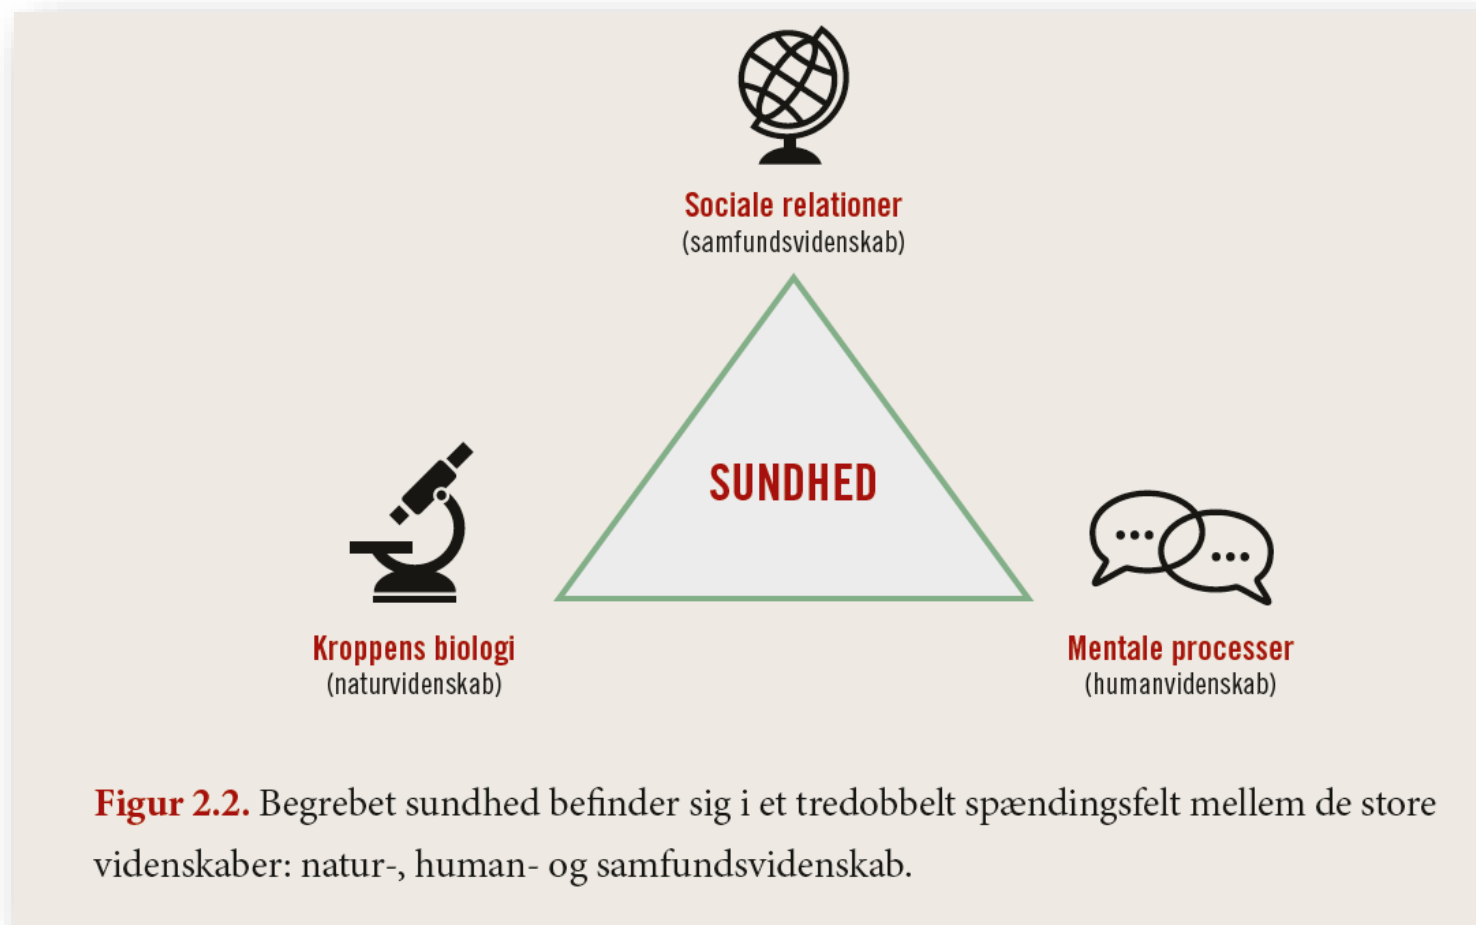 Sociale relationer
(samfundsvidenskab)
SUNDHED
Kroppens biologi
(naturvidenskab)
Mentale processer
(humanvidenskab)
Figur 2.2. Begrebet sundhed befinder sig i et tredobbelt spændingsfelt mellem de store
videnskaber: natur-, human- og samfundsvidenskab.